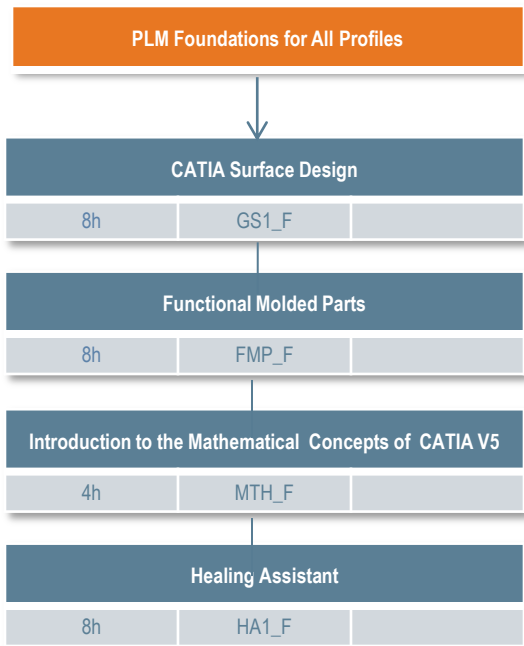 PLM Foundations for All Profiles
CATIA Surface Design
8h GS1_F
Functional Molded Parts
8h FMP_F
Introduction to the Mathematical Concepts of CATIA V5
4h MTH_F
Healing Assistant
8h HA1_F